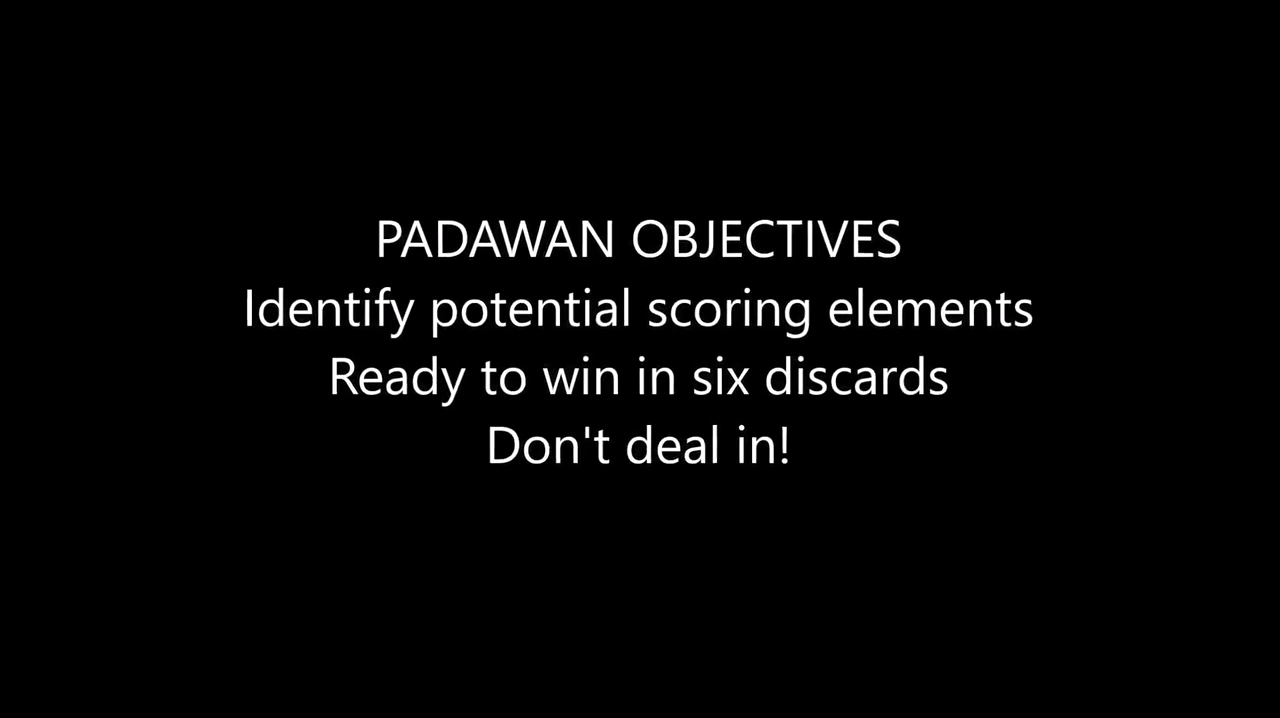 PADAWAN OBJECTIVES
Identify potential scoring elements
Ready to win in six discards
Don't deal in!